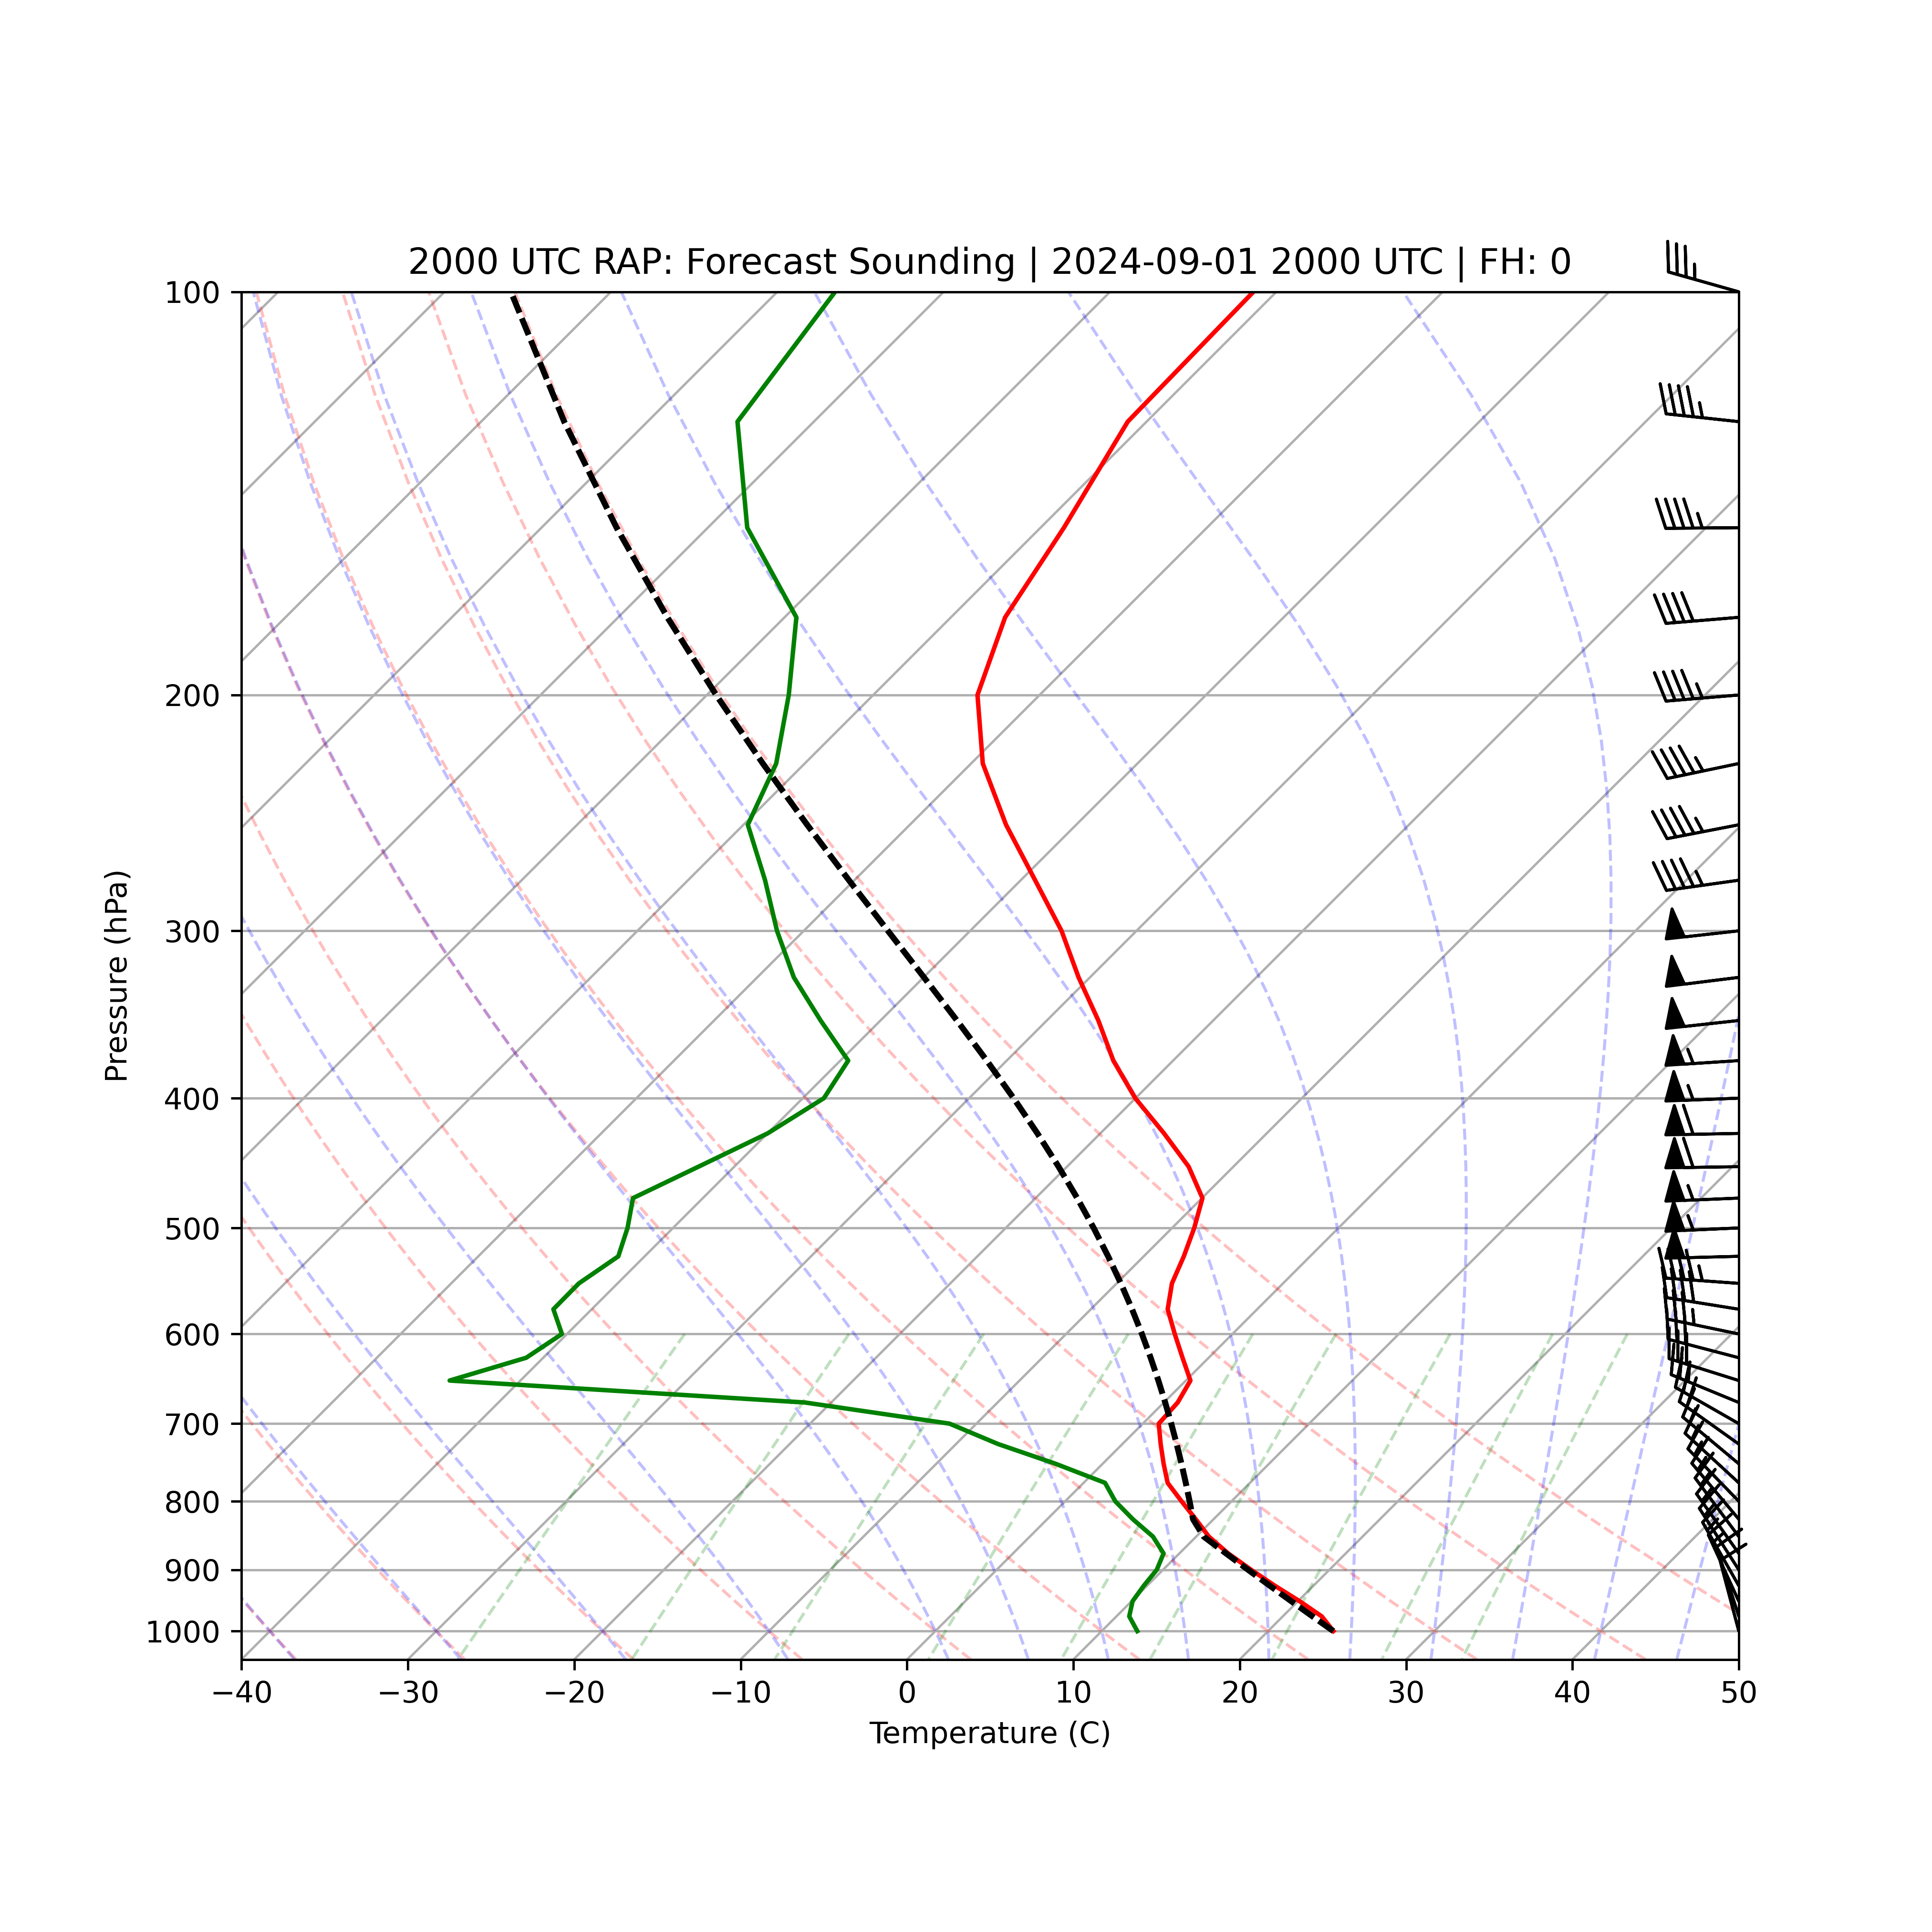 2000 UTC RAP: Forecast Sounding | 2024-09-01 2000 UTC | FH: 0
100
200
300
400
500
600
700
800
900
1000
Pressure (hPa)
−40 −30 −20 −10 0 10 20 30 40 50
Temperature (C)